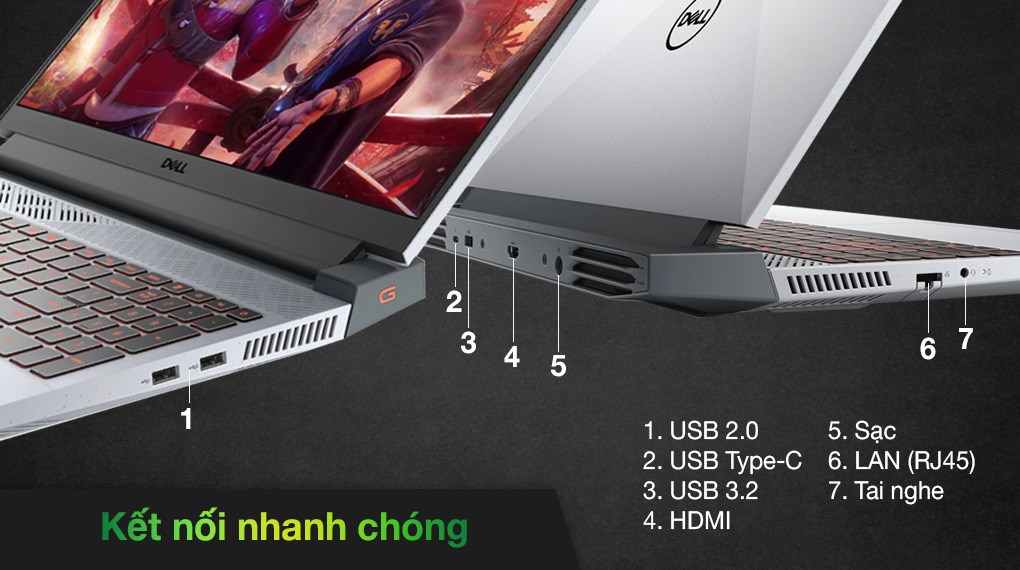 DELL
DELL
G
1
2
3
4
5
6
7
1. USB 2.0
2. USB Type-C
3. USB 3.2
4. HDMI
5. Sạc
6. LAN (RJ45)
7. Tai nghe
Kết nối nhanh chóng